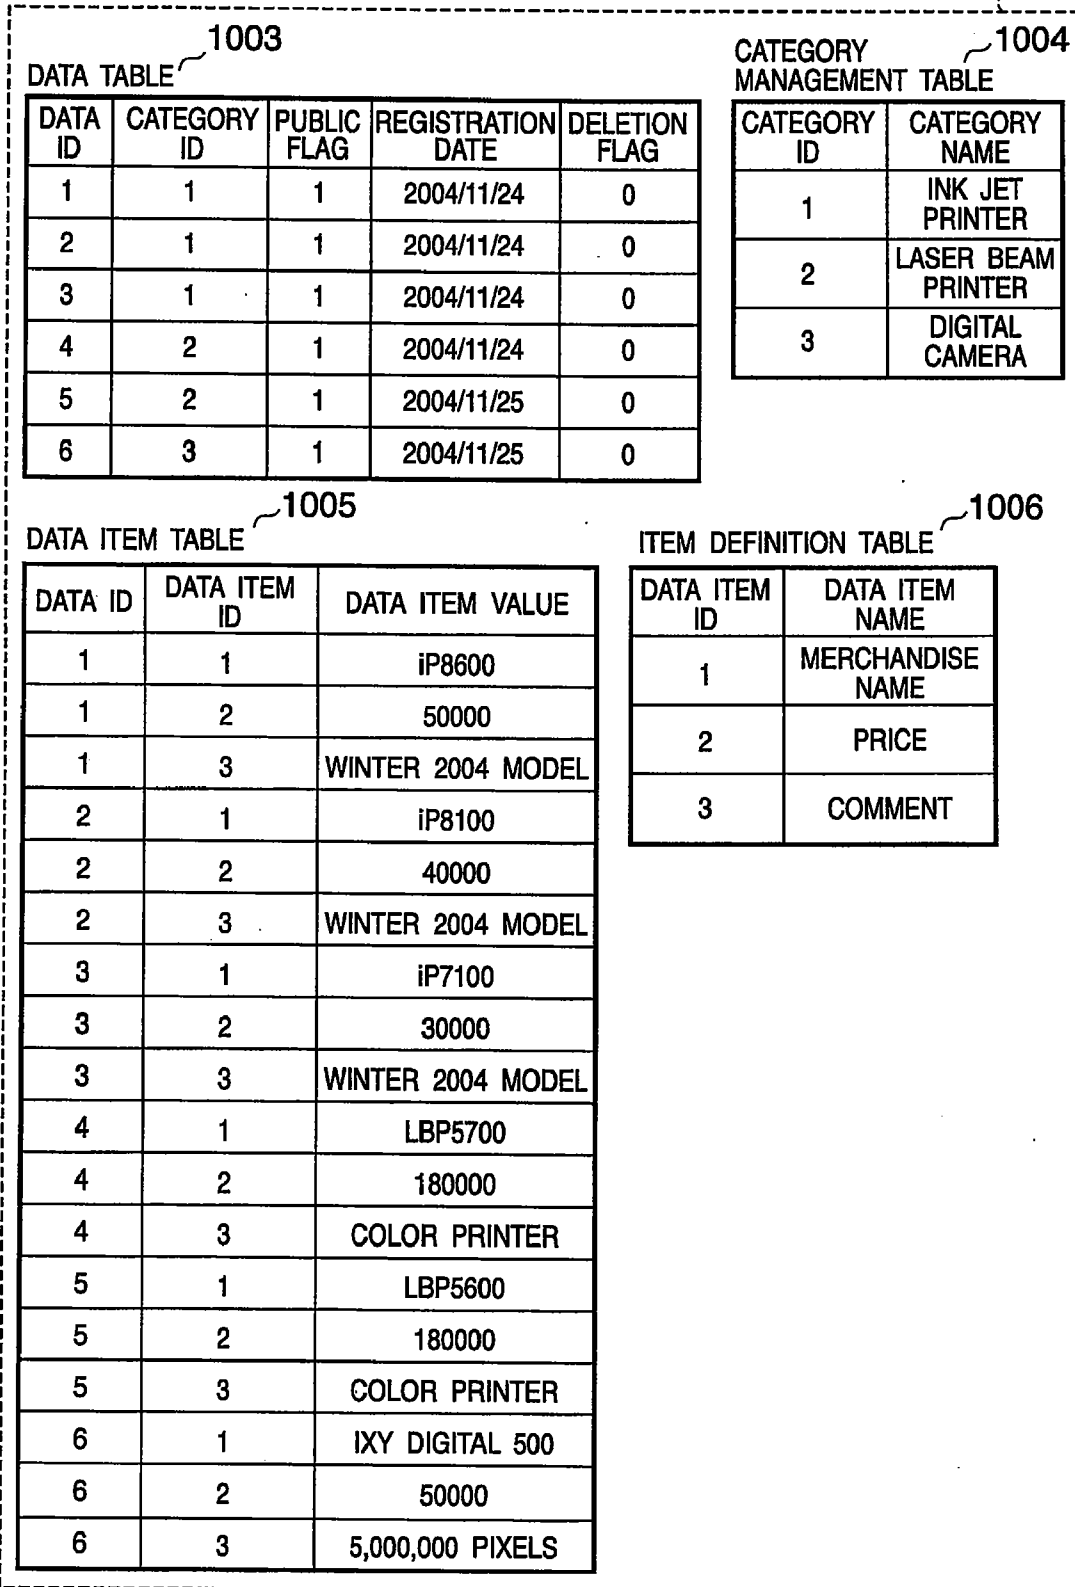 1003
DATA TABLE
DATA ID CATEGORY ID PUBLIC FLAG REGISTRATION DATE DELETION FLAG
1 1 1 2004/11/24 0
2 1 1 2004/11/24 0
3 1 1 2004/11/24 0
4 2 1 2004/11/24 0
5 2 1 2004/11/25 0
6 3 1 2004/11/25 0
1004
CATEGORY
MANAGEMENT TABLE
CATEGORY ID CATEGORY NAME
1 INK JET PRINTER
2 LASER BEAM PRINTER
3 DIGITAL CAMERA
1005
DATA ITEM TABLE
DATA ID DATA ITEM ID DATA ITEM VALUE
1 1 iP8600
1 2 50000
1 3 WINTER 2004 MODEL
2 1 iP8100
2 2 40000
2 3 WINTER 2004 MODEL
3 1 iP7100
3 2 30000
3 3 WINTER 2004 MODEL
4 1 LBP5700
4 2 180000
4 3 COLOR PRINTER
5 1 LBP5600
5 2 180000
5 3 COLOR PRINTER
6 1 IXY DIGITAL 500
6 2 50000
6 3 5,000,000 PIXELS
1006
ITEM DEFINITION TABLE
DATA ITEM ID DATA ITEM NAME
1 MERCHANDISE NAME
2 PRICE
3 COMMENT